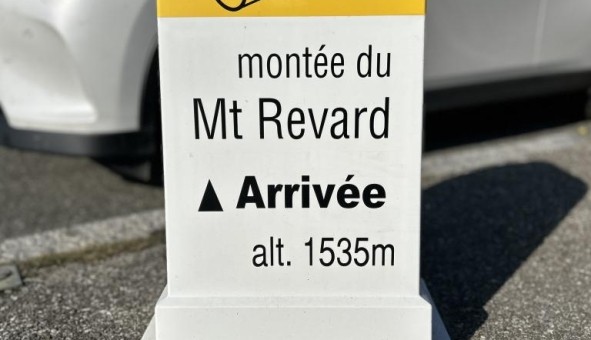 montée du
Mt Revard
▲ Arrivée
alt. 1535m